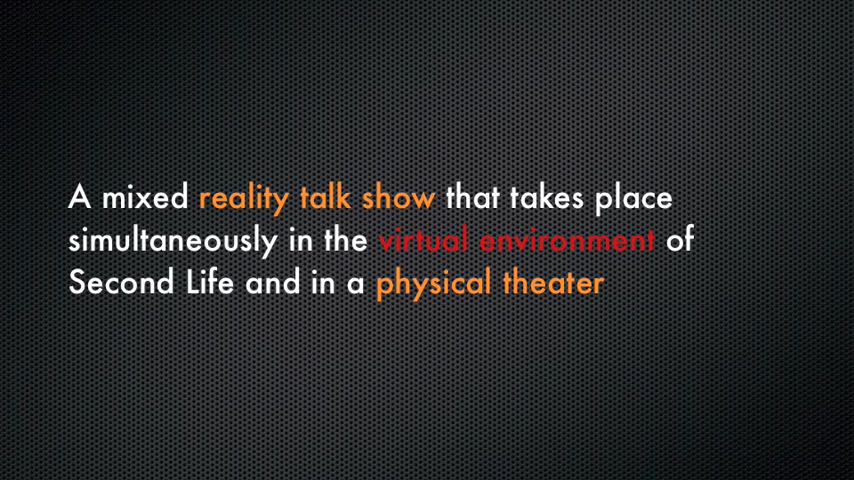 A mixed reality talk show that takes place
simultaneously in the virtual environment of
Second Life and in a physical theater